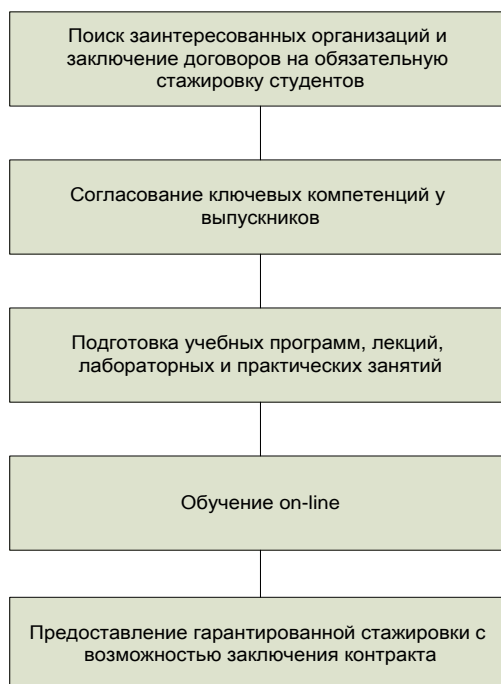 Поиск заинтересованных организаций и
заключение договоров на обязательную
стажировку студентов
Согласование ключевых компетенций у
выпускников
Подготовка учебных программ, лекций,
лабораторных и практических занятий
Обучение on-line
Предоставление гарантированной стажировки с
возможностью заключения контракта